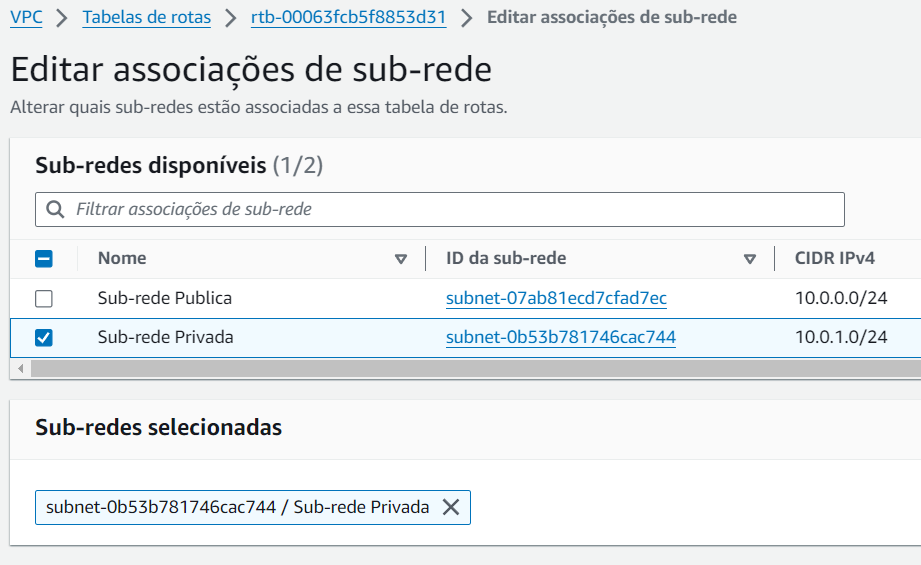 VPC > Tabelas de rotas > rtb-00063fcb5f8853d31 > Editar associações de sub-rede
Editar associações de sub-rede
Alterar quais sub-redes estão associadas a essa tabela de rotas.
Sub-redes disponíveis (1/2)
Filtrar associações de sub-rede
Nome ID da sub-rede CIDR IPv4
Sub-rede Publica subnet-07ab81ecd7cfad7ec 10.0.0.0/24
Sub-rede Privada subnet-0b53b781746cac744 10.0.1.0/24
Sub-redes selecionadas
subnet-0b53b781746cac744 / Sub-rede Privada